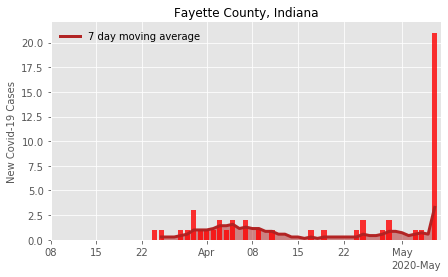 Fayette County, Indiana
7 day moving average
New Covid-19 Cases
20.0
17.5
15.0
12.5
10.0
7.5
5.0
2.5
0.0
08 15 22 Apr 08 15 22 May
2020-May